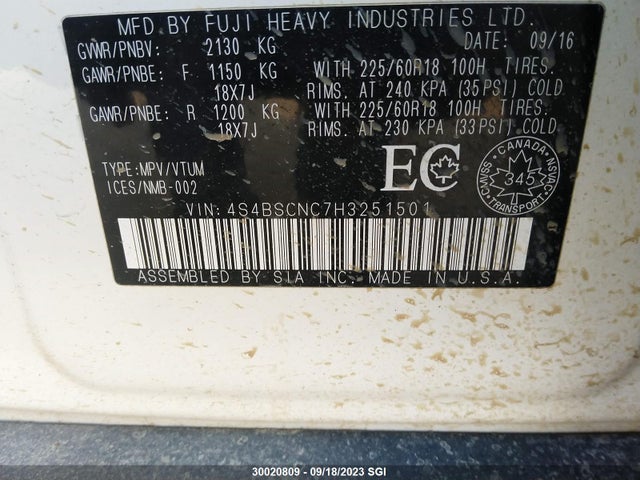 MFD BY FUJI HEAVY INDUSTRIES LTD.
GVWR/PNBV: 2130 KG DATE: 09/16
GAWR/PNBE: F 1150 KG WITH 225/60R18 100H TIRES.
18X7J RIMS. AT 240 KPA (35PSI) COLD
GAWR/PNBE: R 1200 KG WITH 225/60R18 100H TIRES.
18X7J RIMS. AT 230 KPA (33PSI) COLD
TYPE:MPV/VTUM
ICES/NMB-002
EC
CANADA
CMVSS NSVAC
345
TRANSPORT
VIN:4S4BSCNC7H3251501
ASSEMBLED BY SIA INC. MADE IN U.S.A.
30020809 - 09/18/2023 SGI